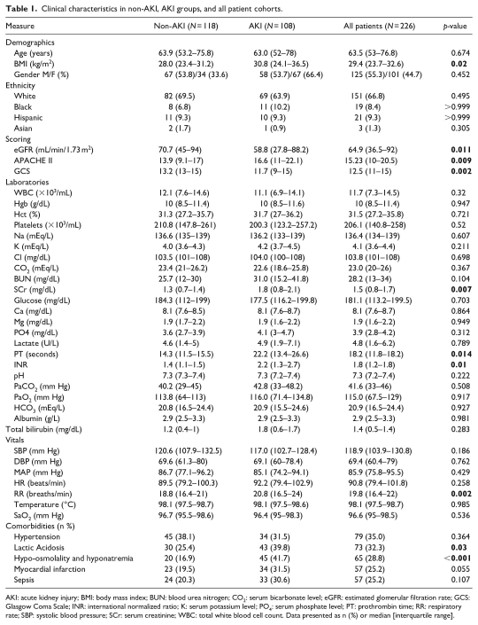 Table 1. Clinical characteristics in non-AKI, AKI groups, and all patient cohorts.
Measure Non-AKI (N = 118) AKI (N = 108) All patients (N = 226) p-value
Demographics
Age (years) 63.9 (53.2–75.8) 63.0 (52–78) 63.5 (53–76.8) 0.674
BMI (kg/m²) 28.0 (23.4–31.2) 30.8 (24.1–36.5) 29.4 (23.7–32.6) 0.02
Gender M/F (%) 67 (53.8)/34 (33.6) 58 (53.7)/67 (66.4) 125 (55.3)/101 (44.7) 0.452
Ethnicity
White 82 (69.5) 69 (63.9) 151 (66.8) 0.495
Black 8 (6.8) 11 (10.2) 19 (8.4) >0.999
Hispanic 11 (9.3) 10 (9.3) 21 (9.3) >0.999
Asian 2 (1.7) 1 (0.9) 3 (1.3) 0.305
Scoring
eGFR (mL/min/1.73 m²) 70.7 (45–94) 58.8 (27.8–88.2) 64.9 (36.5–92) 0.011
APACHE II 13.9 (9.1–17) 16.6 (11–22.1) 15.23 (10–20.5) 0.009
GCS 13.2 (13–15) 11.7 (9–15) 12.5 (11–15) 0.002
Laboratories
WBC (×10³/mL) 12.1 (7.6–14.6) 11.1 (6.9–14.1) 11.7 (7.3–14.5) 0.32
Hgb (g/dL) 10 (8.5–11.4) 10 (8.5–11.6) 10 (8.5–11.4) 0.947
Hct (%) 31.3 (27.2–35.7) 31.7 (27–36.2) 31.5 (27.2–35.8) 0.721
Platelets (×10³/mL) 210.8 (147.8–261) 200.3 (123.2–257.2) 206.1 (140.8–258) 0.52
Na (mEq/L) 136.6 (135–139) 136.2 (133–139) 136.4 (134–139) 0.607
K (mEq/L) 4.0 (3.6–4.3) 4.2 (3.7–4.5) 4.1 (3.6–4.4) 0.211
Cl (mg/dL) 103.5 (101–108) 104.0 (100–108) 103.8 (101–108) 0.698
CO₂ (mEq/L) 23.4 (21–26.2) 22.6 (18.6–25.8) 23.0 (20–26) 0.367
BUN (mg/dL) 25.7 (12–30) 31.0 (15.2–41.8) 28.2 (13–34) 0.104
SCr (mg/dL) 1.3 (0.7–1.4) 1.8 (0.8–2.1) 1.5 (0.8–1.7) 0.007
Glucose (mg/dL) 184.3 (112–199) 177.5 (116.2–199.8) 181.1 (113.2–199.5) 0.703
Ca (mg/dL) 8.1 (7.6–8.5) 8.1 (7.6–8.7) 8.1 (7.6–8.7) 0.864
Mg (mg/dL) 1.9 (1.7–2.2) 1.9 (1.6–2.2) 1.9 (1.6–2.2) 0.949
PO4 (mg/dL) 3.6 (2.7–3.9) 4.1 (3–4.7) 3.9 (2.8–4.2) 0.312
Lactate (U/L) 4.6 (1.4–5) 4.9 (1.9–7.1) 4.8 (1.6–6.2) 0.789
PT (seconds) 14.3 (11.5–15.5) 22.2 (13.4–26.6) 18.2 (11.8–18.2) 0.014
INR 1.4 (1.1–1.5) 2.2 (1.3–2.7) 1.8 (1.2–1.8) 0.01
pH 7.3 (7.3–7.4) 7.3 (7.2–7.4) 7.3 (7.2–7.4) 0.222
PaCO₂ (mm Hg) 40.2 (29–45) 42.8 (33–48.2) 41.6 (33–46) 0.508
PaO₂ (mm Hg) 113.8 (64–113) 116.0 (71.4–134.8) 115.0 (67.5–129) 0.917
HCO₃ (mEq/L) 20.8 (16.5–24.4) 20.9 (15.5–24.6) 20.9 (16.5–24.4) 0.927
Albumin (g/L) 2.9 (2.5–3.3) 2.9 (2.5–3.3) 2.9 (2.5–3.3) 0.981
Total bilirubin (mg/dL) 1.2 (0.4–1) 1.8 (0.6–1.7) 1.4 (0.5–1.4) 0.283
Vitals
SBP (mm Hg) 120.6 (107.9–132.5) 117.0 (102.7–128.4) 118.9 (103.9–130.8) 0.186
DBP (mm Hg) 69.6 (61.3–80) 69.1 (60–78.4) 69.4 (60.4–79) 0.762
MAP (mm Hg) 86.7 (77.1–96.2) 85.1 (74.2–94.1) 85.9 (75.8–95.5) 0.429
HR (beats/min) 89.5 (79–100.3) 92.2 (79.4–102.9) 90.8 (79.4–101.8) 0.258
RR (breaths/min) 18.8 (16.4–21) 20.8 (16.5–24) 19.8 (16.4–22) 0.002
Temperature (°C) 98.1 (97.5–98.7) 98.1 (97.5–98.6) 98.1 (97.5–98.7) 0.985
SaO₂ (mm Hg) 96.7 (95.5–98.6) 96.4 (95–98.3) 96.6 (95–98.5) 0.536
Comorbidities (n %)
Hypertension 45 (38.1) 34 (31.5) 79 (35.0) 0.364
Lactic Acidosis 30 (25.4) 43 (39.8) 73 (32.3) 0.03
Hypo-osmolality and hyponatremia 20 (16.9) 45 (41.7) 65 (28.8) <0.001
Myocardial infarction 23 (19.5) 34 (31.5) 57 (25.2) 0.055
Sepsis 24 (20.3) 33 (30.6) 57 (25.2) 0.107
AKI: acute kidney injury; BMI: body mass index; BUN: blood urea nitrogen; CO₂: serum bicarbonate level; eGFR: estimated glomerular filtration rate; GCS:
Glasgow Coma Scale; INR: international normalized ratio; K: serum potassium level; PO₄: serum phosphate level; PT: prothrombin time; RR: respiratory
rate; SBP: systolic blood pressure; SCr: serum creatinine; WBC: total white blood cell count. Data presented as n (%) or median [interquartile range].